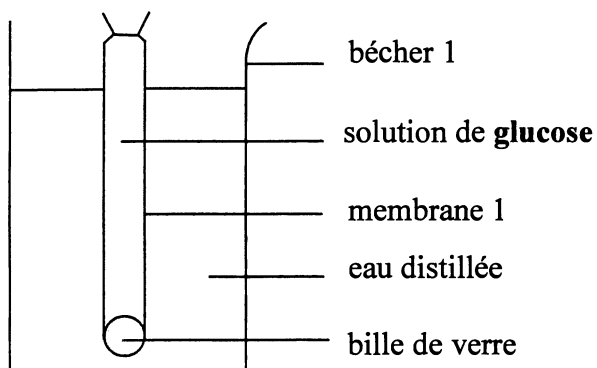 bécher 1
solution de glucose
membrane 1
eau distillée
bille de verre